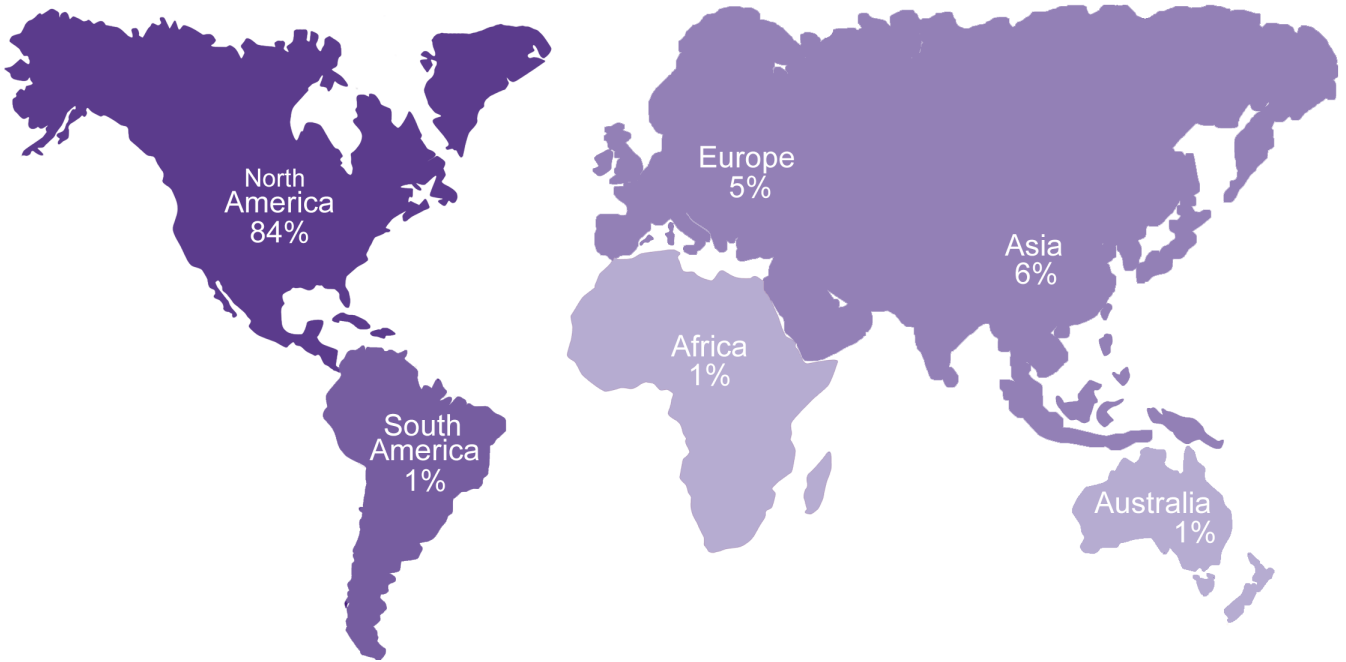 North
America
84%
South
America
1%
Europe
5%
Africa
1%
Asia
6%
Australia
1%